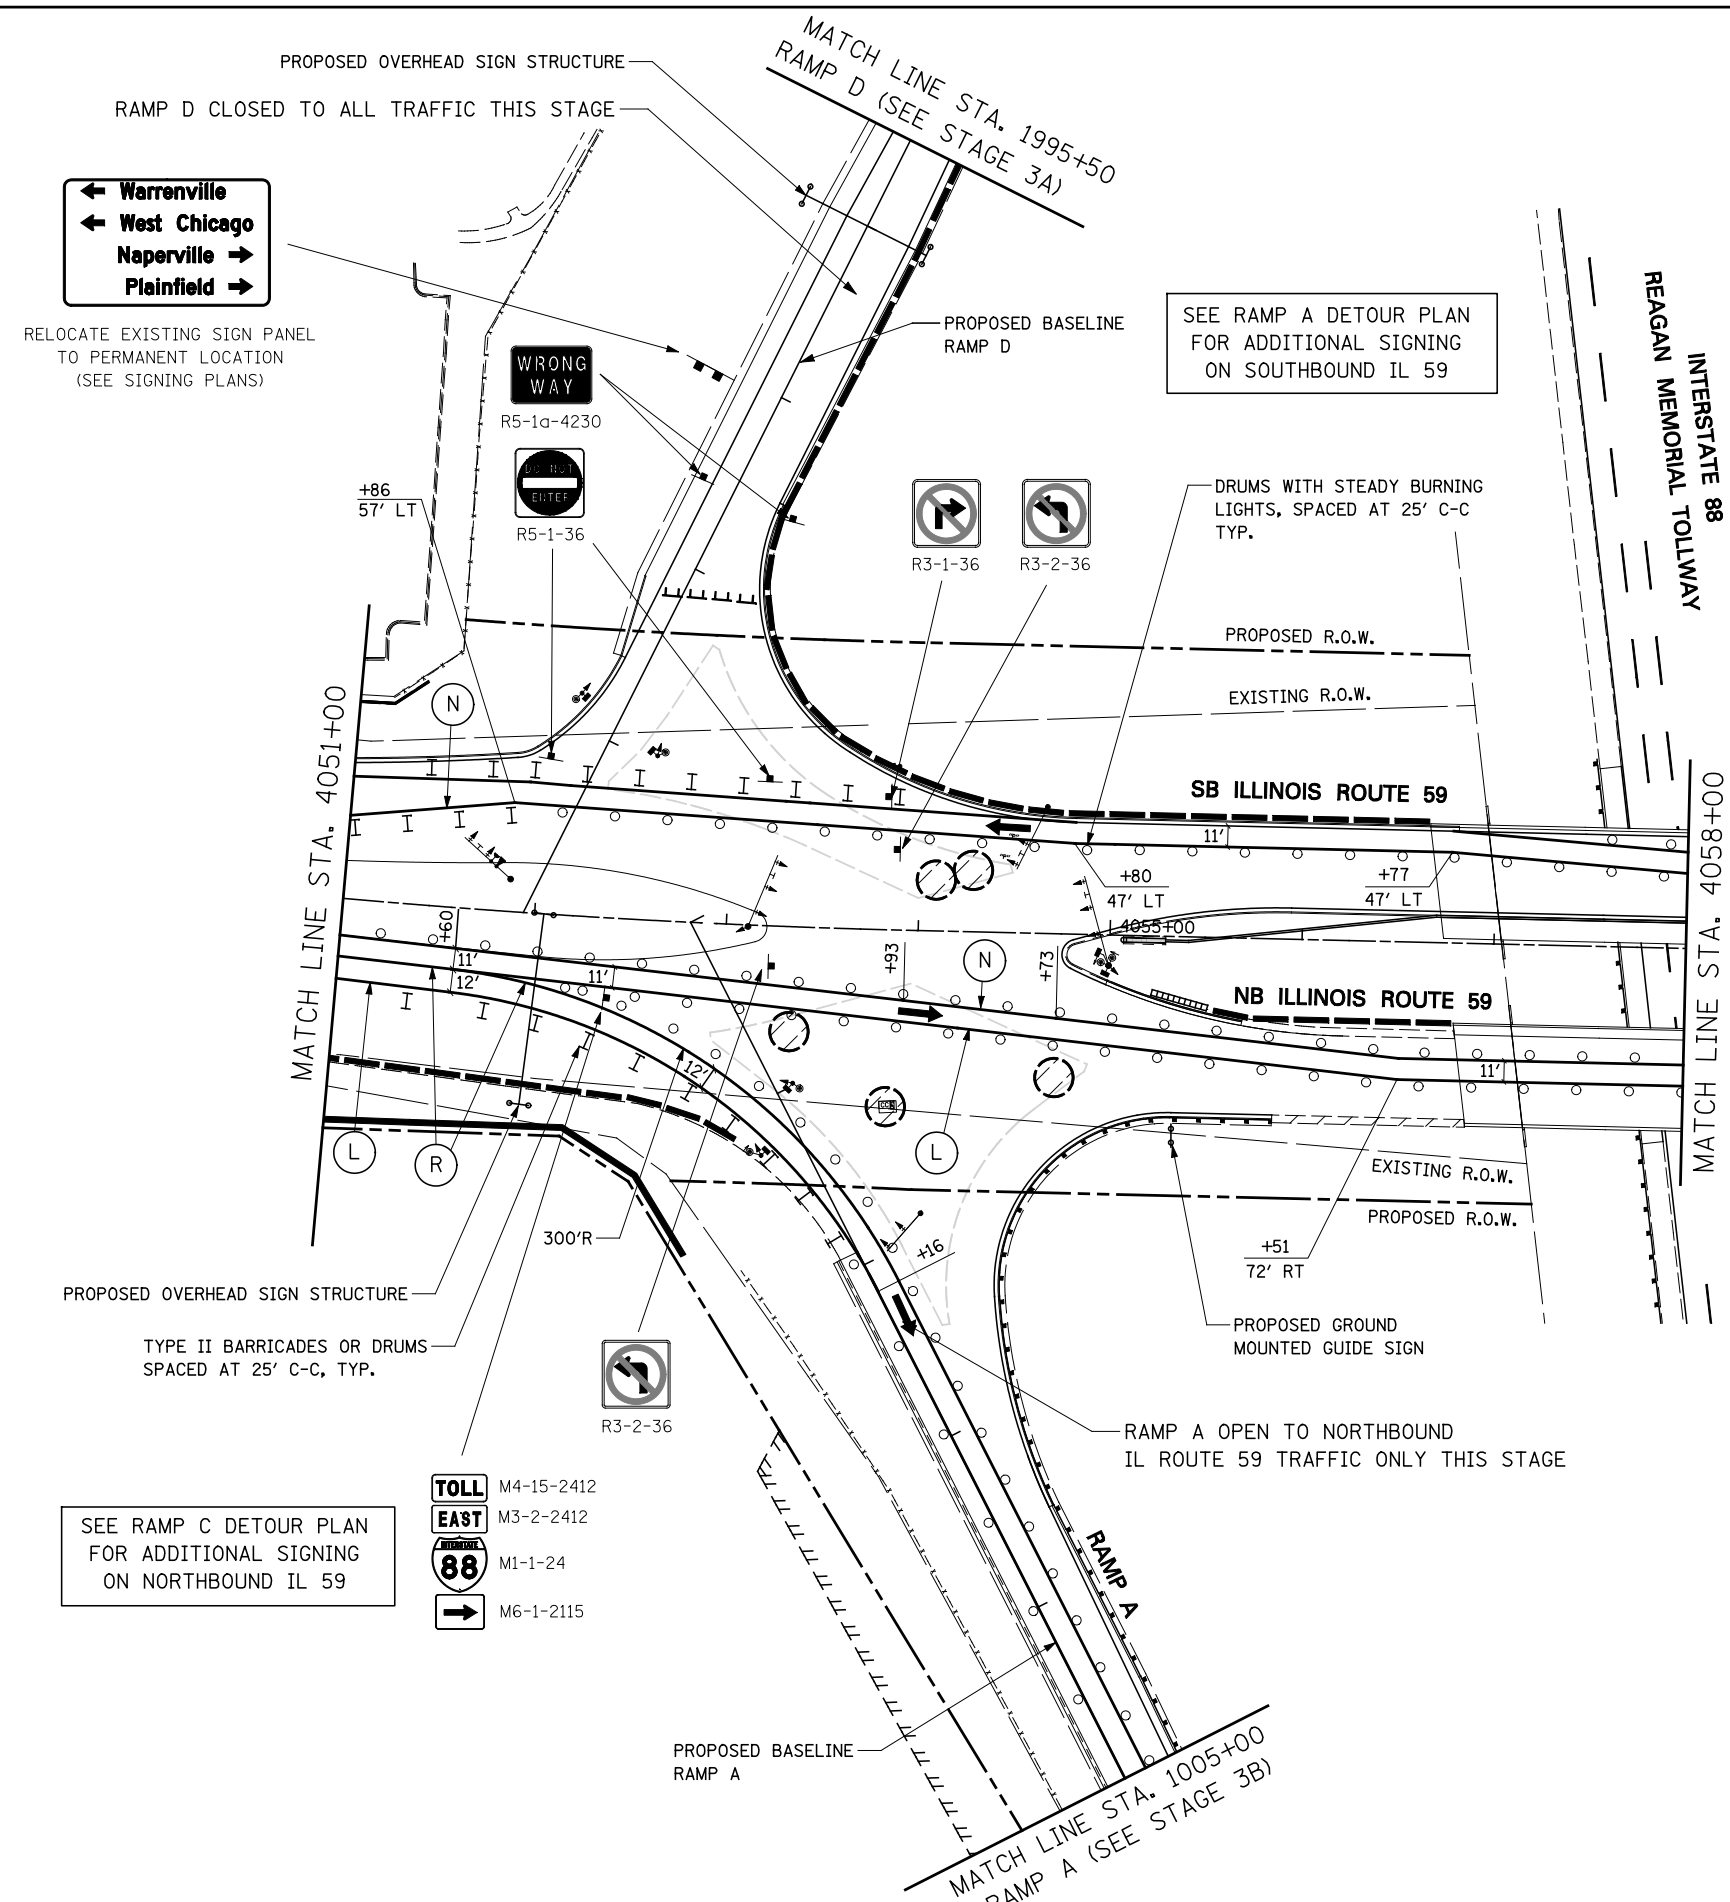 MATCH LINE STA. 1995+50
RAMP D (SEE STAGE 3A)
PROPOSED OVERHEAD SIGN STRUCTURE
RAMP D CLOSED TO ALL TRAFFIC THIS STAGE
← Warrenville
← West Chicago
Naperville →
Plainfield →
RELOCATE EXISTING SIGN PANEL
TO PERMANENT LOCATION
(SEE SIGNING PLANS)
WRONG
WAY
R5-1a-4230
DO NOT
ENTER
R5-1-36
+86
57' LT
PROPOSED BASELINE
RAMP D
SEE RAMP A DETOUR PLAN
FOR ADDITIONAL SIGNING
ON SOUTHBOUND IL 59
INTERSTATE 88
REAGAN MEMORIAL TOLLWAY
R3-1-36
R3-2-36
DRUMS WITH STEADY BURNING
LIGHTS, SPACED AT 25' C-C
TYP.
PROPOSED R.O.W.
EXISTING R.O.W.
MATCH LINE STA. 4051+00
N
SB ILLINOIS ROUTE 59
11'
+80
47' LT
+77
47' LT
4055+00
MATCH LINE STA. 4058+00
+60
11'
12'
11'
+93
N
+73
NB ILLINOIS ROUTE 59
11'
12'
L
R
L
EXISTING R.O.W.
PROPOSED R.O.W.
300'R
+16
+51
72' RT
PROPOSED OVERHEAD SIGN STRUCTURE
TYPE II BARRICADES OR DRUMS
SPACED AT 25' C-C, TYP.
R3-2-36
PROPOSED GROUND
MOUNTED GUIDE SIGN
RAMP A OPEN TO NORTHBOUND
IL ROUTE 59 TRAFFIC ONLY THIS STAGE
TOLL M4-15-2412
EAST M3-2-2412
INTERSTATE
88 M1-1-24
→ M6-1-2115
SEE RAMP C DETOUR PLAN
FOR ADDITIONAL SIGNING
ON NORTHBOUND IL 59
RAMP A
PROPOSED BASELINE
RAMP A
MATCH LINE STA. 1005+00
RAMP A (SEE STAGE 3B)